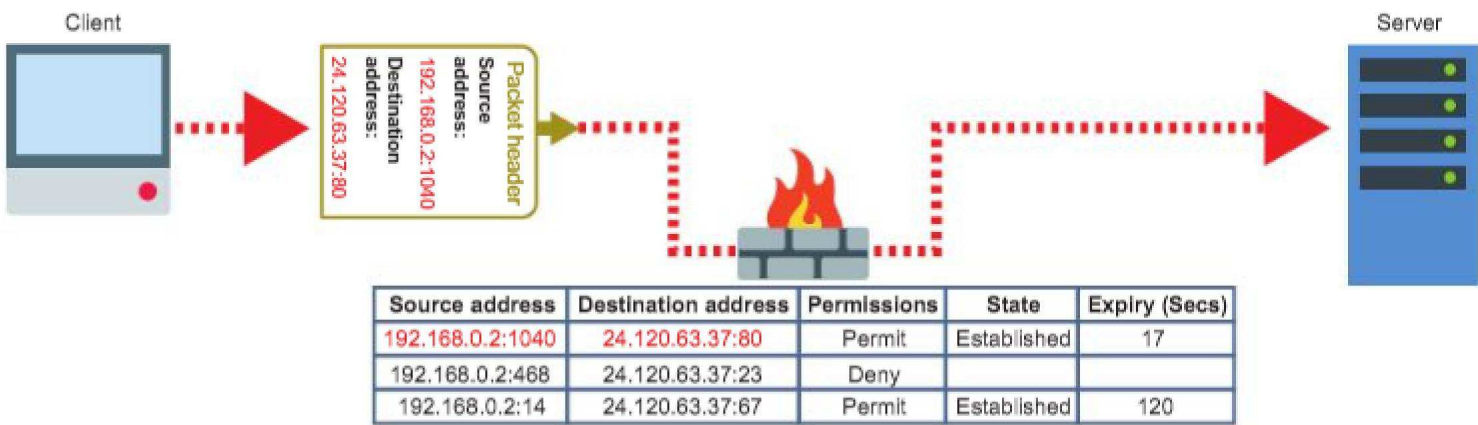 Client
Server
Packet header
Source
address:
192.168.0.2:1040
Destination
address:
24.120.63.37:80
Source address Destination address Permissions State Expiry (Secs)
192.168.0.2:1040 24.120.63.37:80 Permit Established 17
192.168.0.2:468 24.120.63.37:23 Deny
192.168.0.2:14 24.120.63.37:67 Permit Established 120